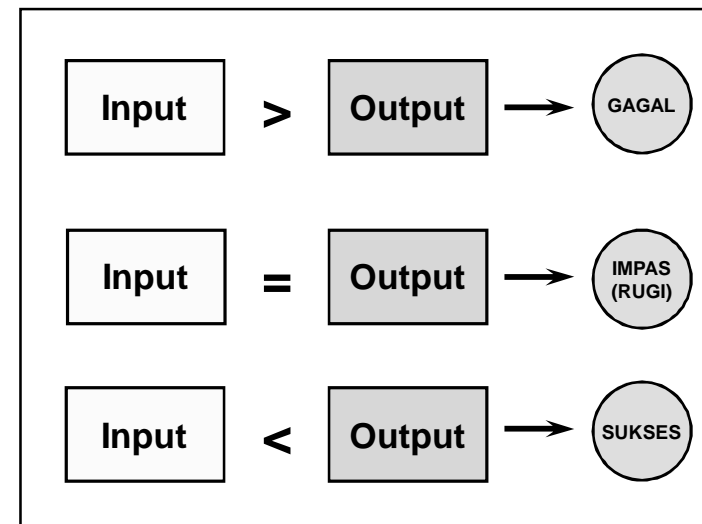 Input > Output GAGAL
Input = Output IMPAS
(RUGI)
Input < Output SUKSES